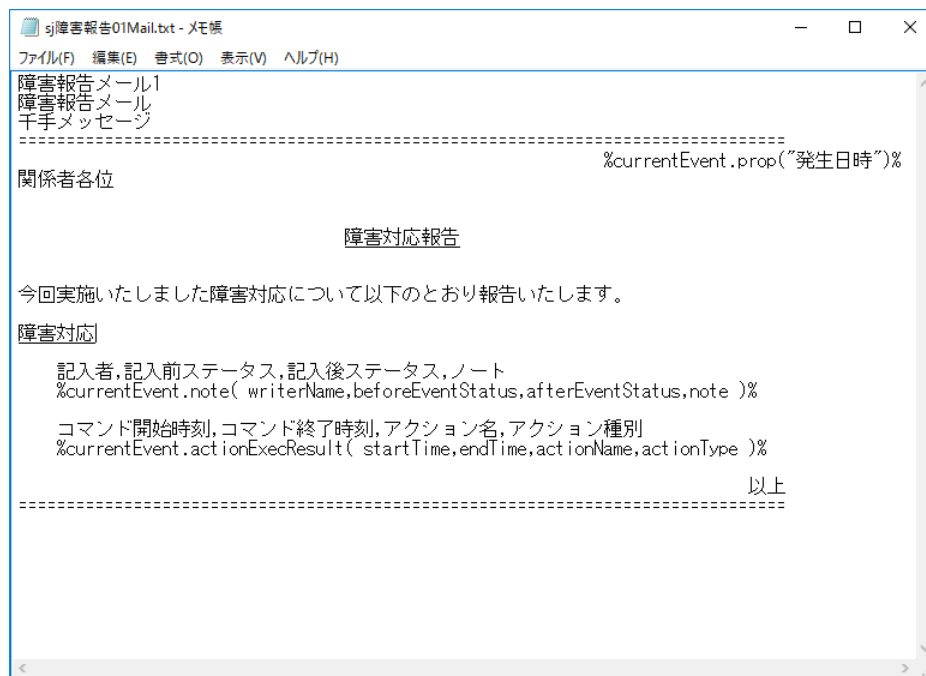 sj障害報告01Mail.txt - メモ帳
ファイル(F) 編集(E) 書式(O) 表示(V) ヘルプ(H)
障害報告メール1
障害報告メール
千手メッセージ
================================================================================
%currentEvent.prop("発生日時")%
関係者各位
障害対応報告
今回実施いたしました障害対応について以下のとおり報告いたします。
障害対応
記入者,記入前ステータス,記入後ステータス,ノート
%currentEvent.note( writerName,beforeEventStatus,afterEventStatus,note )%
コマンド開始時刻,コマンド終了時刻,アクション名,アクション種別
%currentEvent.actionExecResult( startTime,endTime,actionName,actionType )%
以上
================================================================================